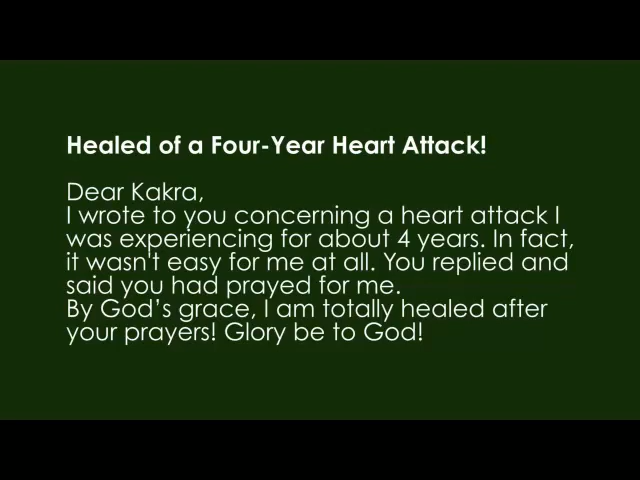 Healed of a Four-Year Heart Attack!
Dear Kakra,
I wrote to you concerning a heart attack I
was experiencing for about 4 years. In fact,
it wasn't easy for me at all. You replied and
said you had prayed for me.
By God’s grace, I am totally healed after
your prayers! Glory be to God!